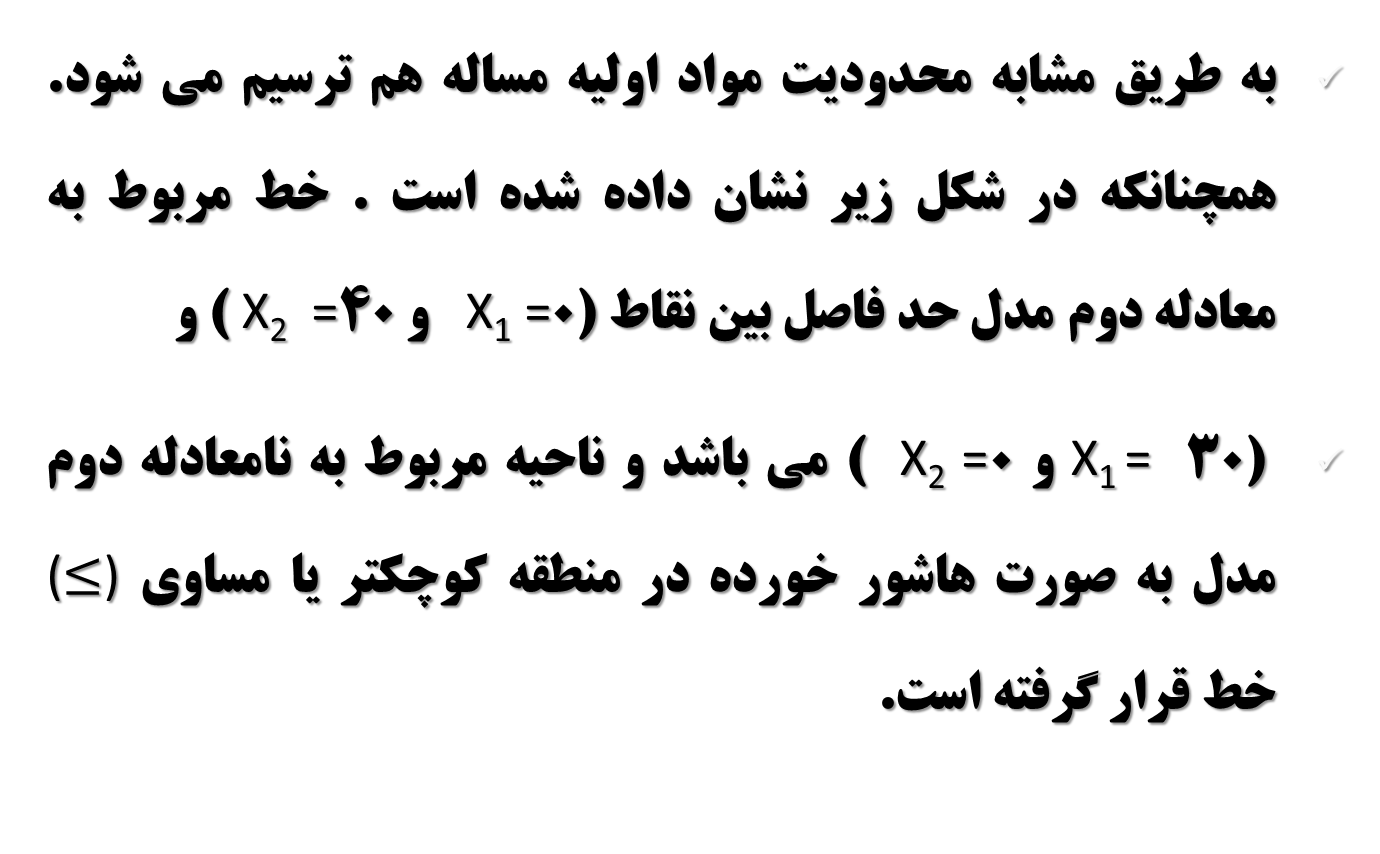 ✓ به طریق مشابه محدودیت مواد اولیه مساله هم ترسیم می شود.
همچنانکه در شکل زیر نشان داده شده است . خط مربوط به
معادله دوم مدل حد فاصل بین نقاط (X₁ =۰ و X₂ =۴۰ ) و
✓ (X₁ = ۳۰ و X₂ =۰ ) می باشد و ناحیه مربوط به نامعادله دوم
مدل به صورت هاشور خورده در منطقه کوچکتر یا مساوی (≥)
خط قرار گرفته است.